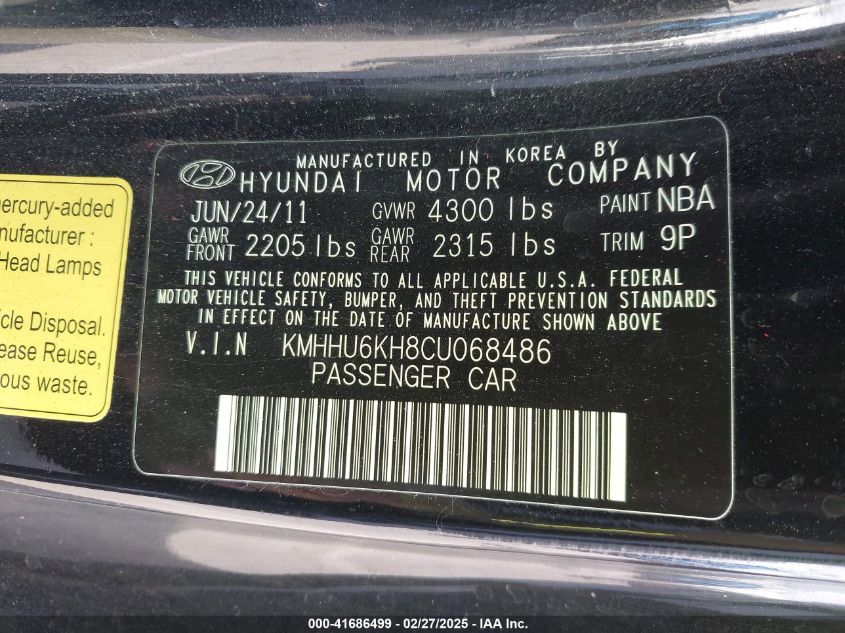 ercury-added
nufacturer :
Head Lamps
cle Disposal.
ease Reuse,
ous waste.
MANUFACTURED IN KOREA BY
HYUNDAI MOTOR COMPANY
JUN/24/11 GVWR 4300 lbs PAINT NBA
GAWR FRONT 2205 lbs GAWR REAR 2315 lbs TRIM 9P
THIS VEHICLE CONFORMS TO ALL APPLICABLE U.S.A. FEDERAL
MOTOR VEHICLE SAFETY, BUMPER, AND THEFT PREVENTION STANDARDS
IN EFFECT ON THE DATE OF MANUFACTURE SHOWN ABOVE
V.I.N KMHHU6KH8CU068486
PASSENGER CAR
000-41686499 - 02/27/2025 - IAA Inc.